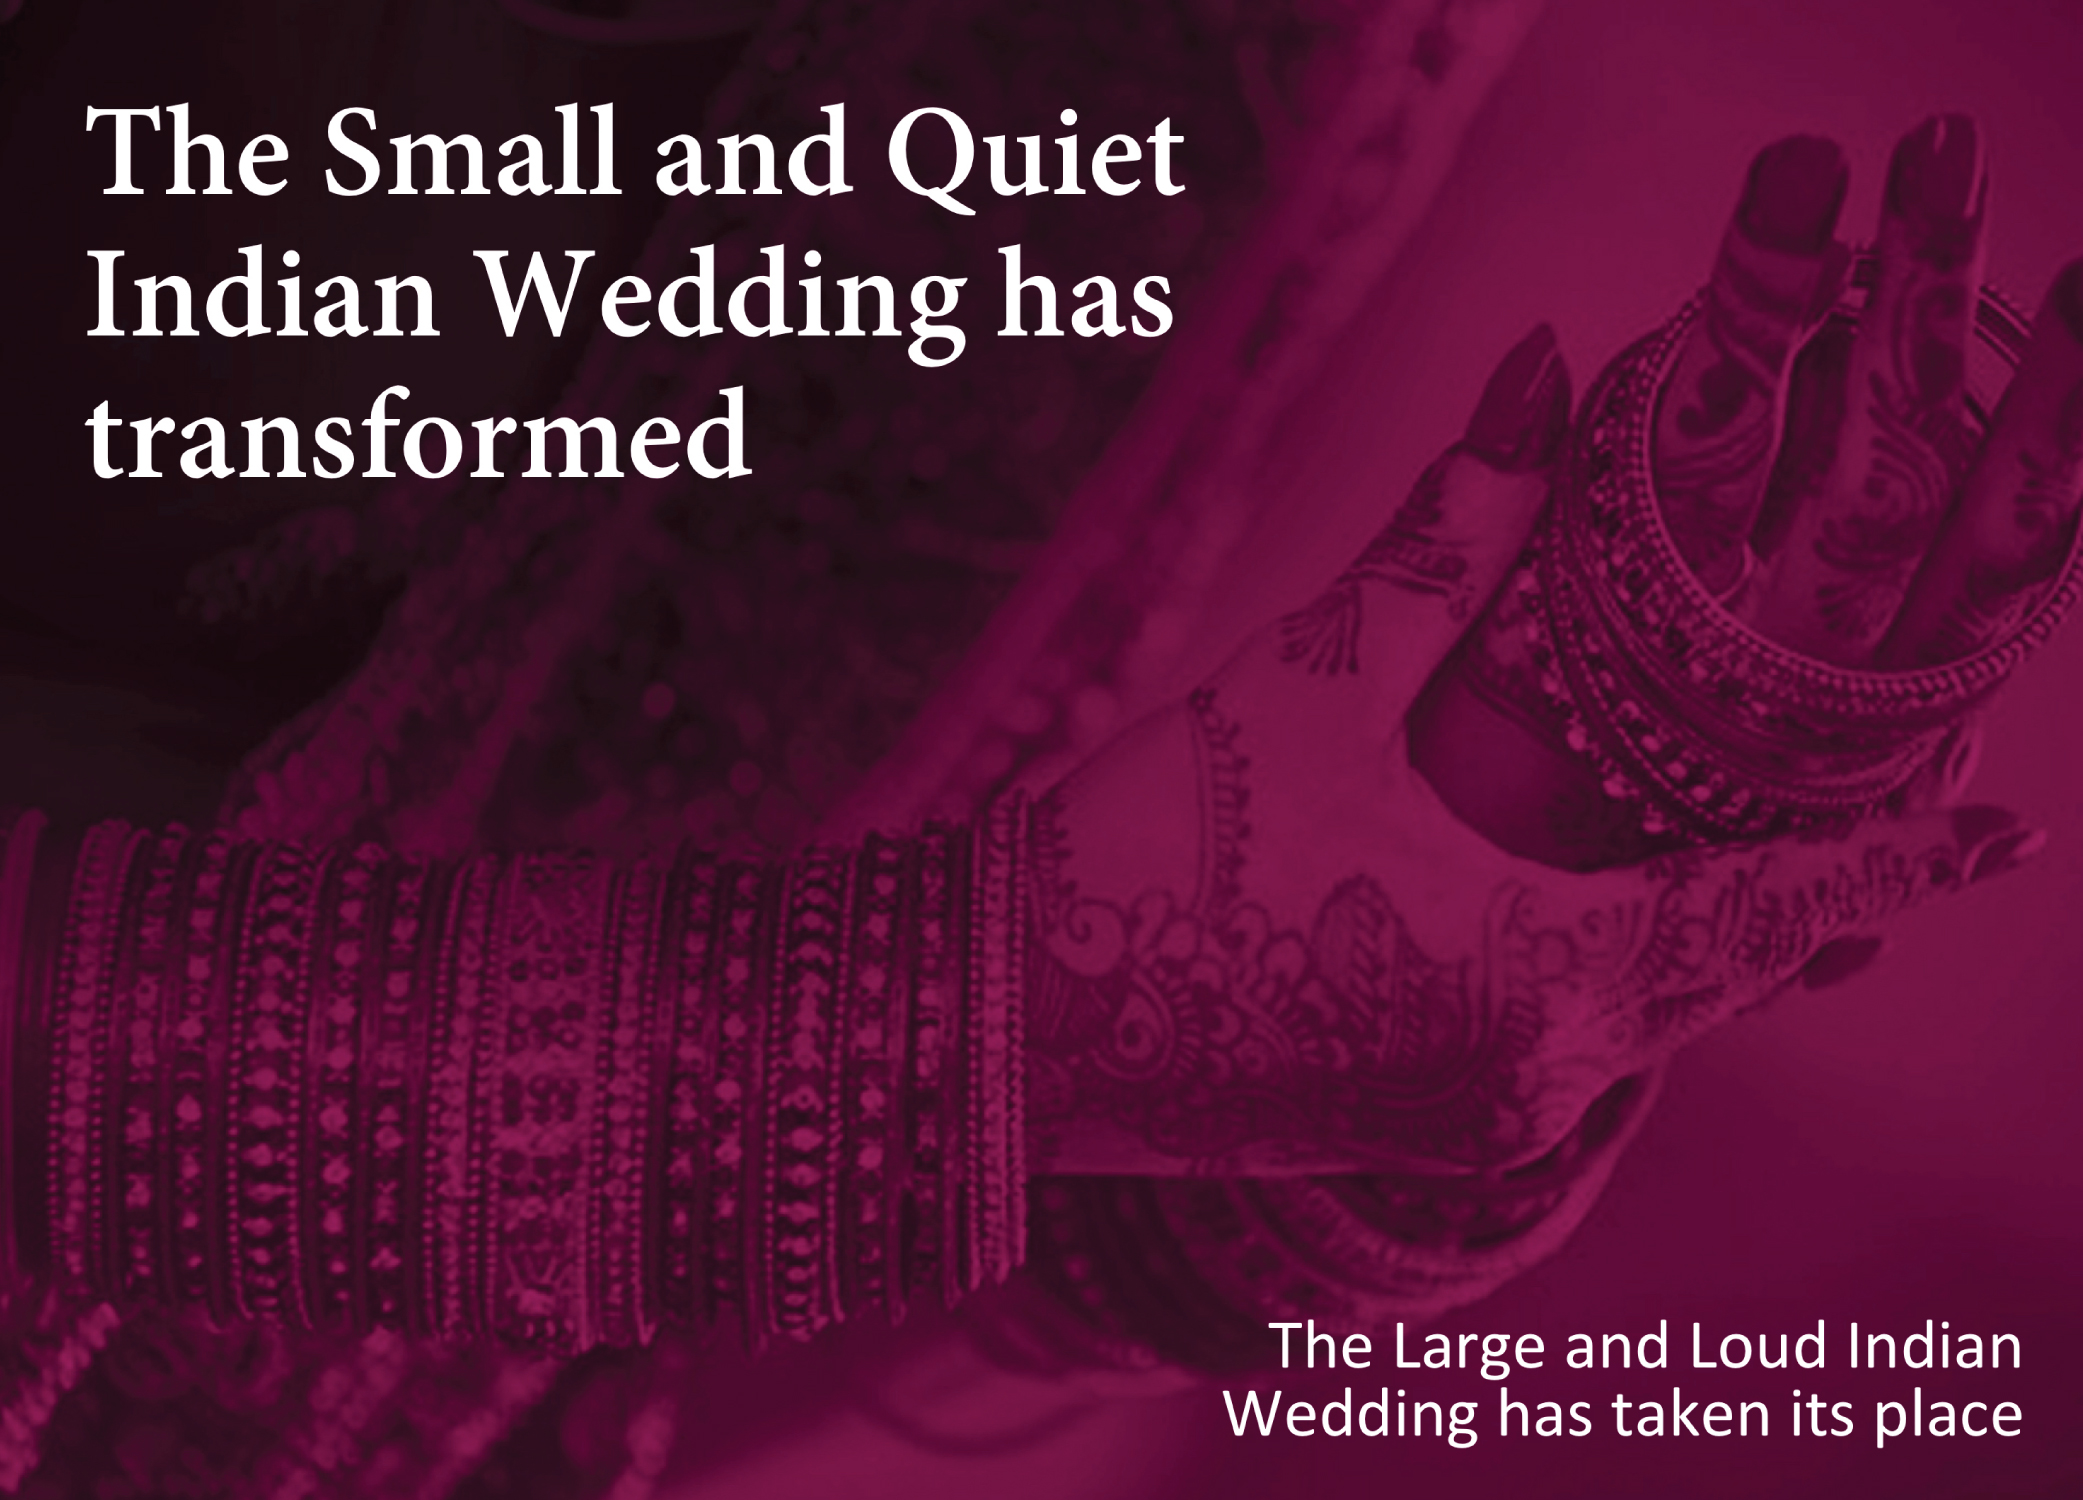 The Small and Quiet
Indian Wedding has
transformed
The Large and Loud Indian
Wedding has taken its place